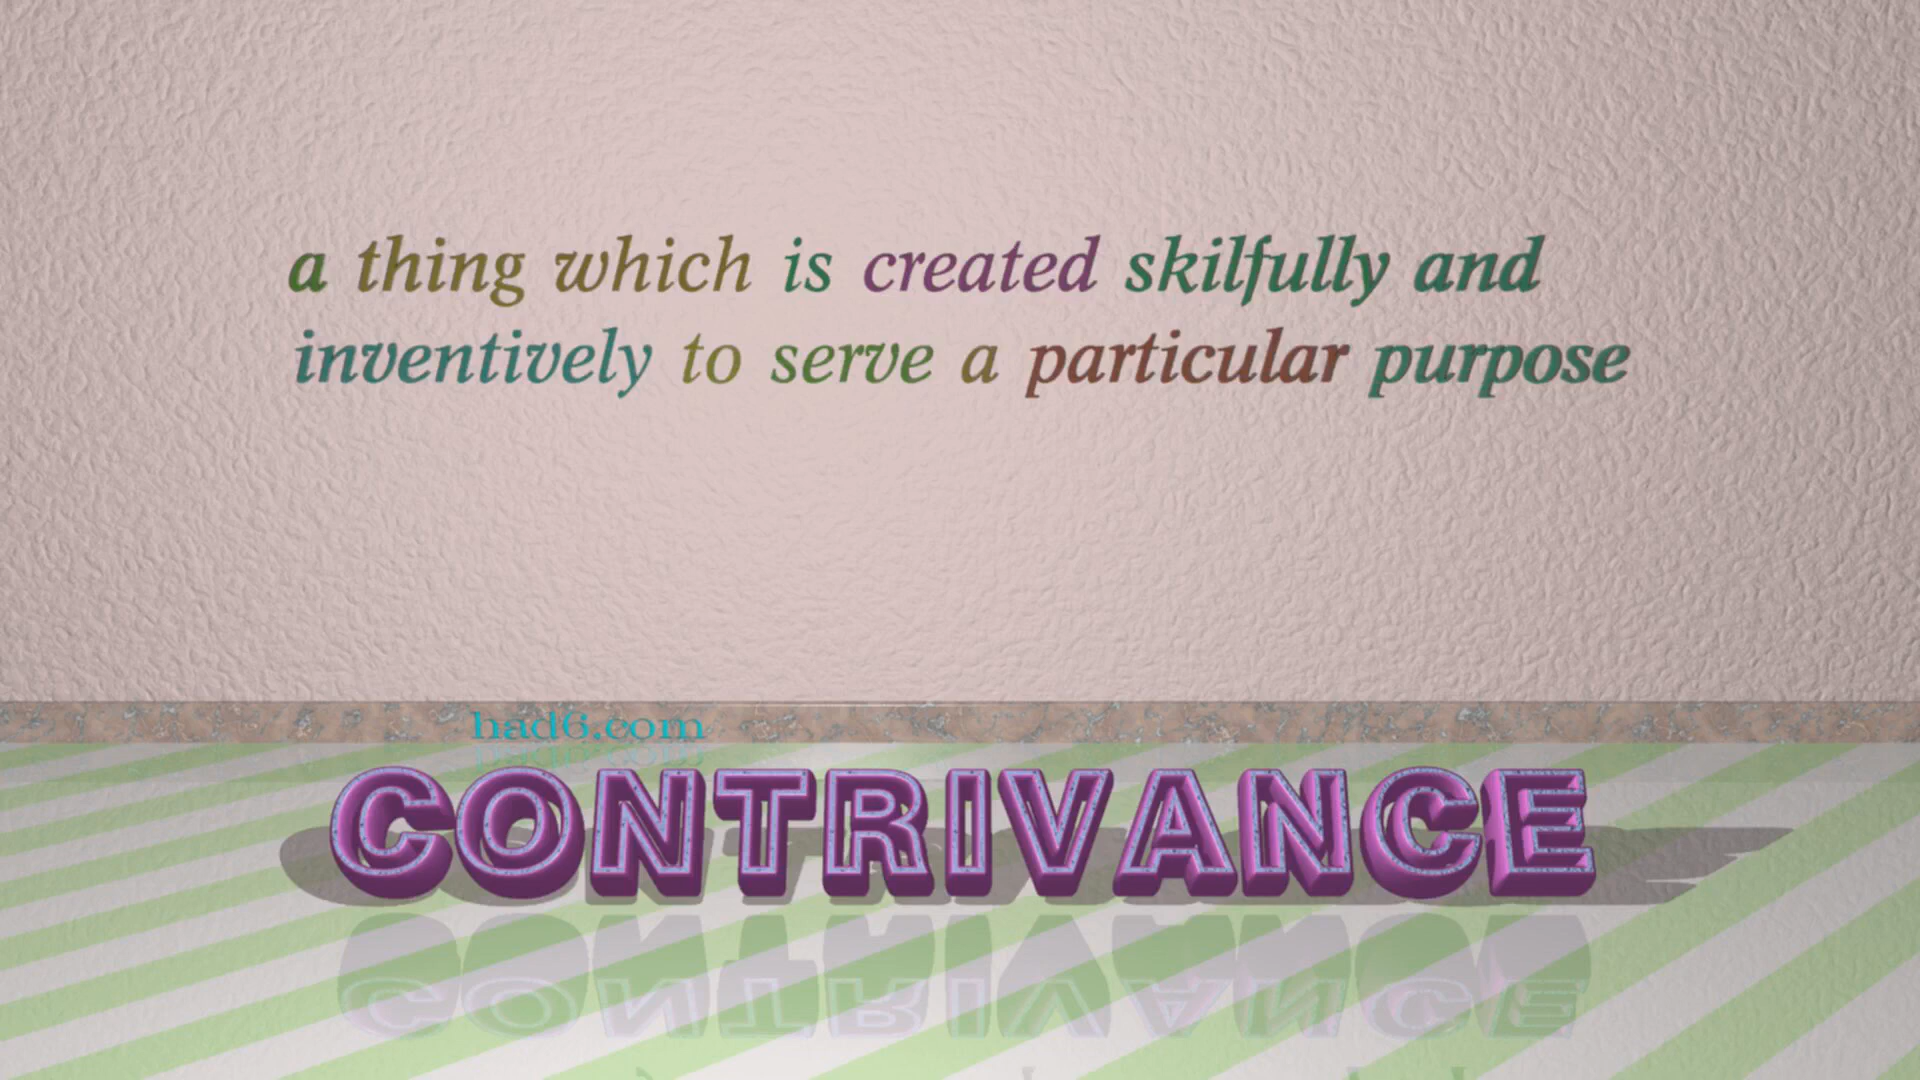 a thing which is created skilfully and
inventively to serve a particular purpose
had6.com
CONTRIVANCE